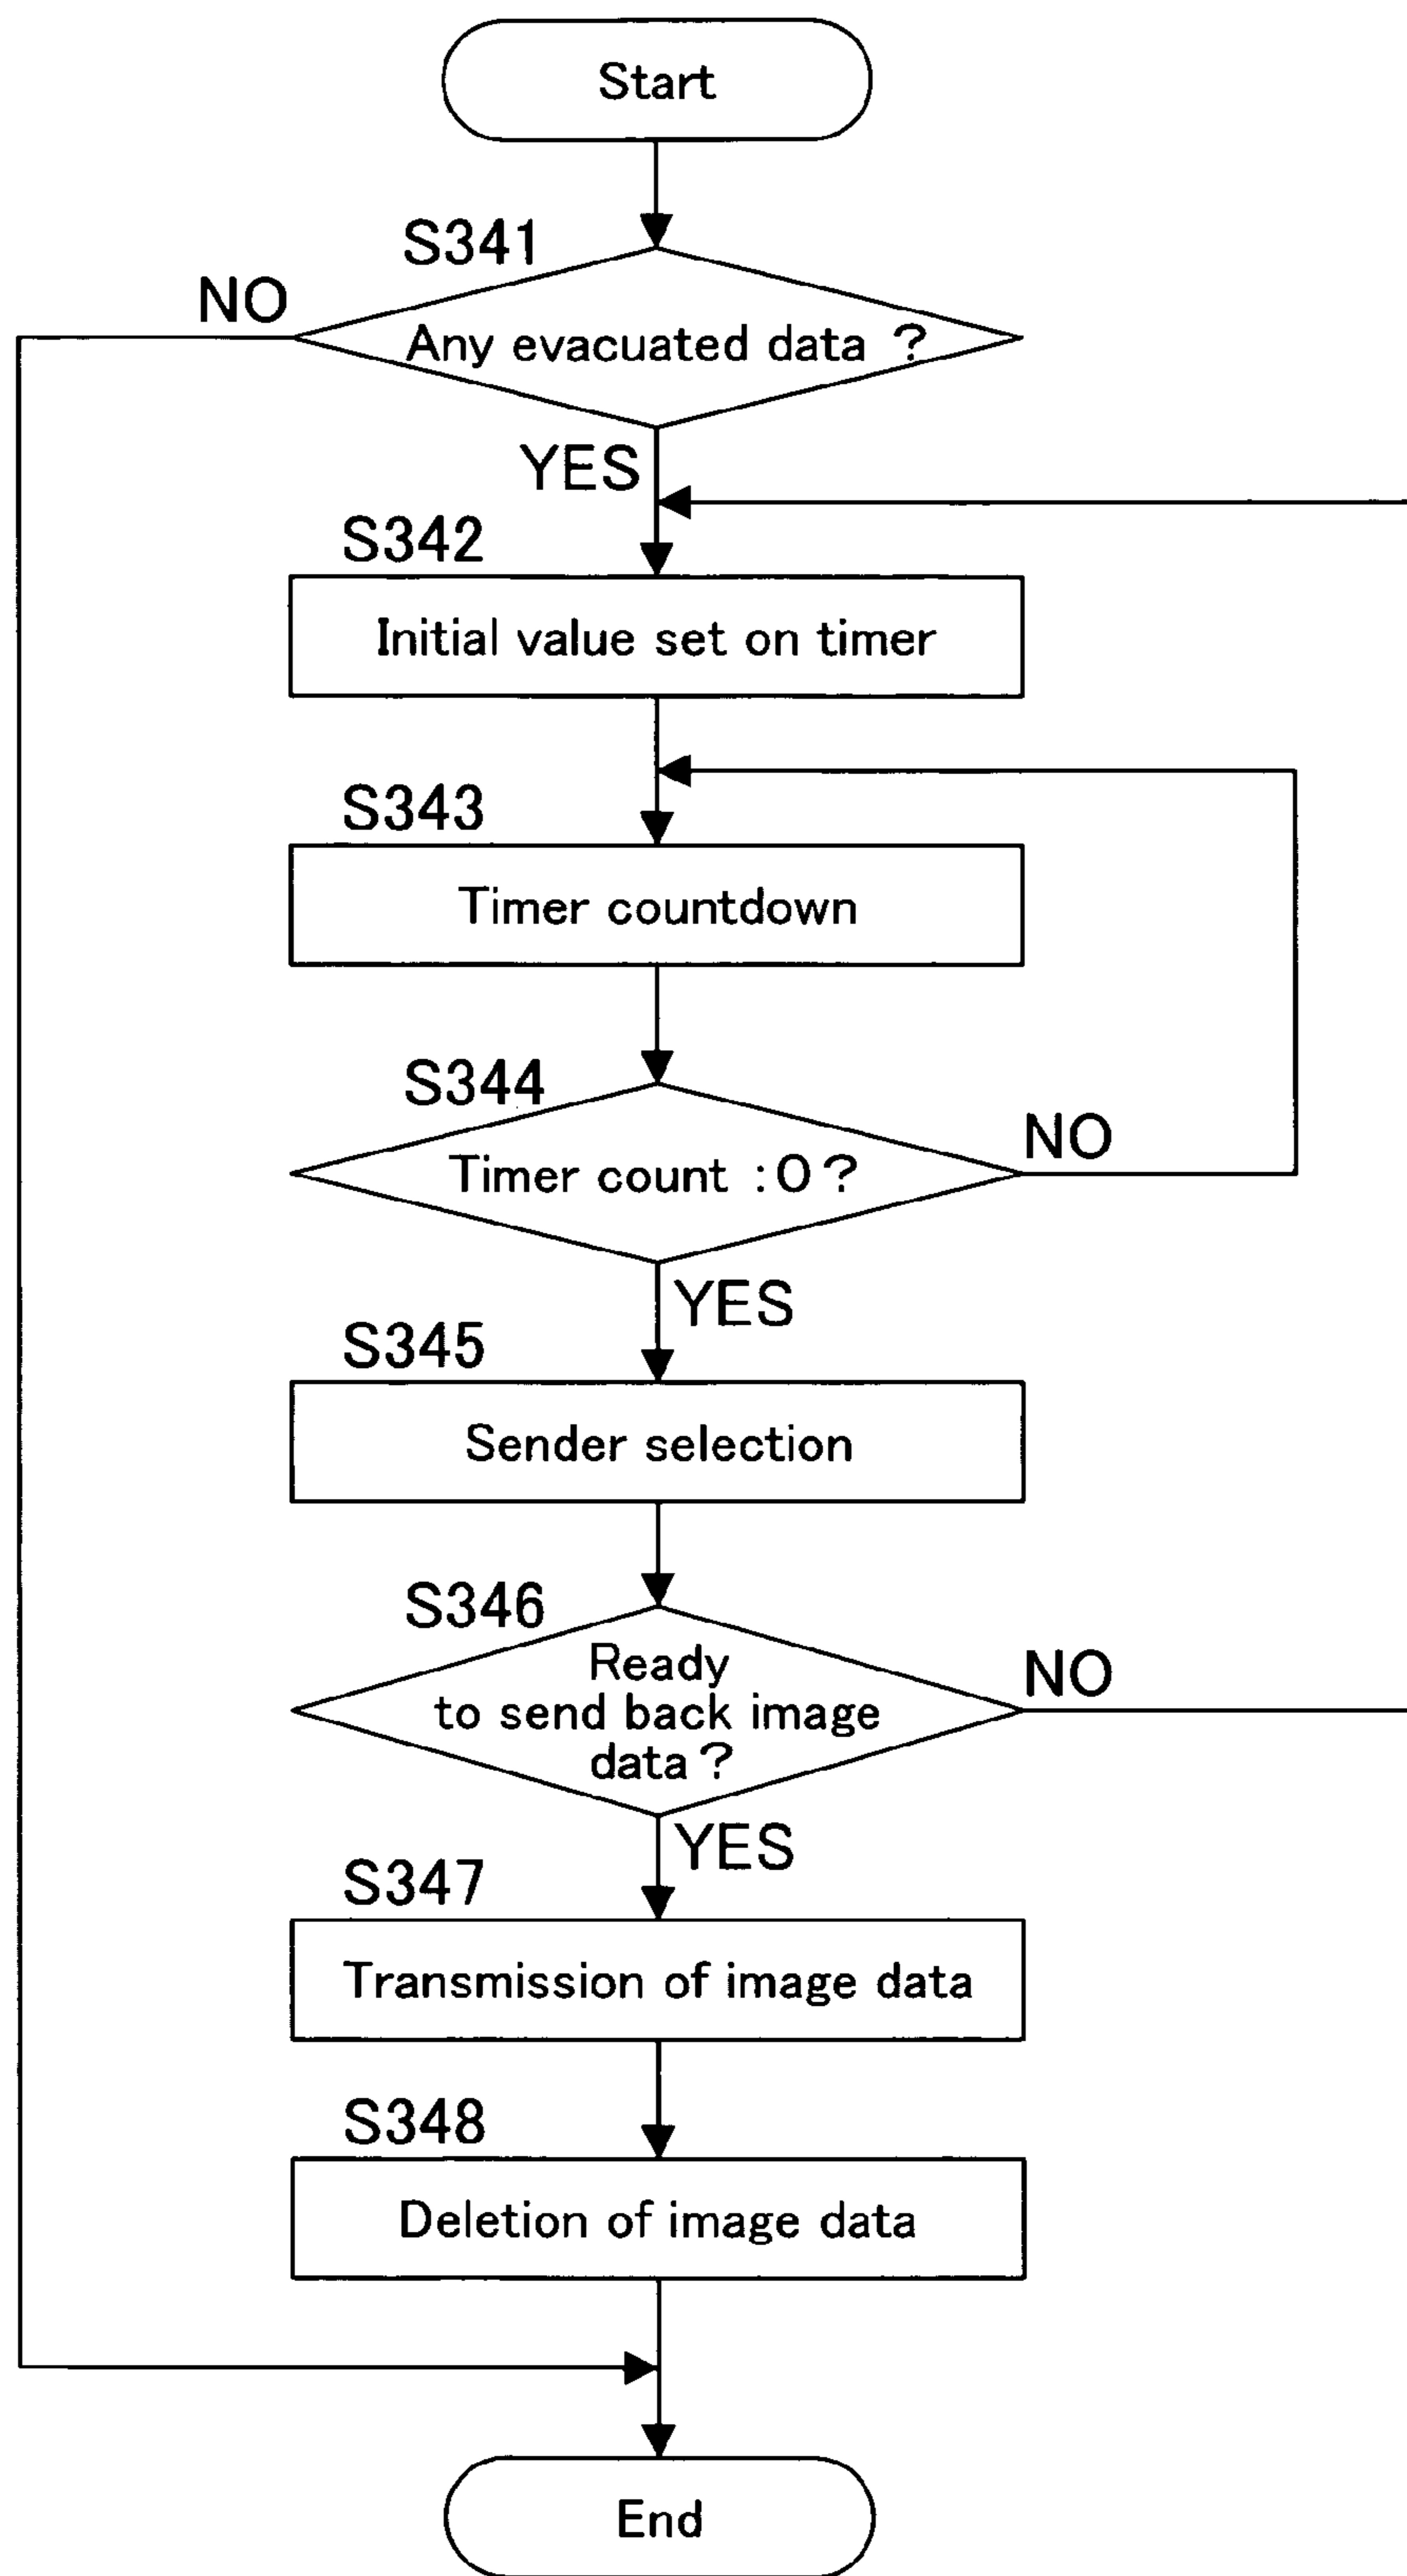 Start
S341
NO
Any evacuated data ?
YES
S342
Initial value set on timer
S343
Timer countdown
S344
NO
Timer count :0?
YES
S345
Sender selection
S346
NO
Ready
to send back image
data?
YES
S347
Transmission of image data
S348
Deletion of image data
End